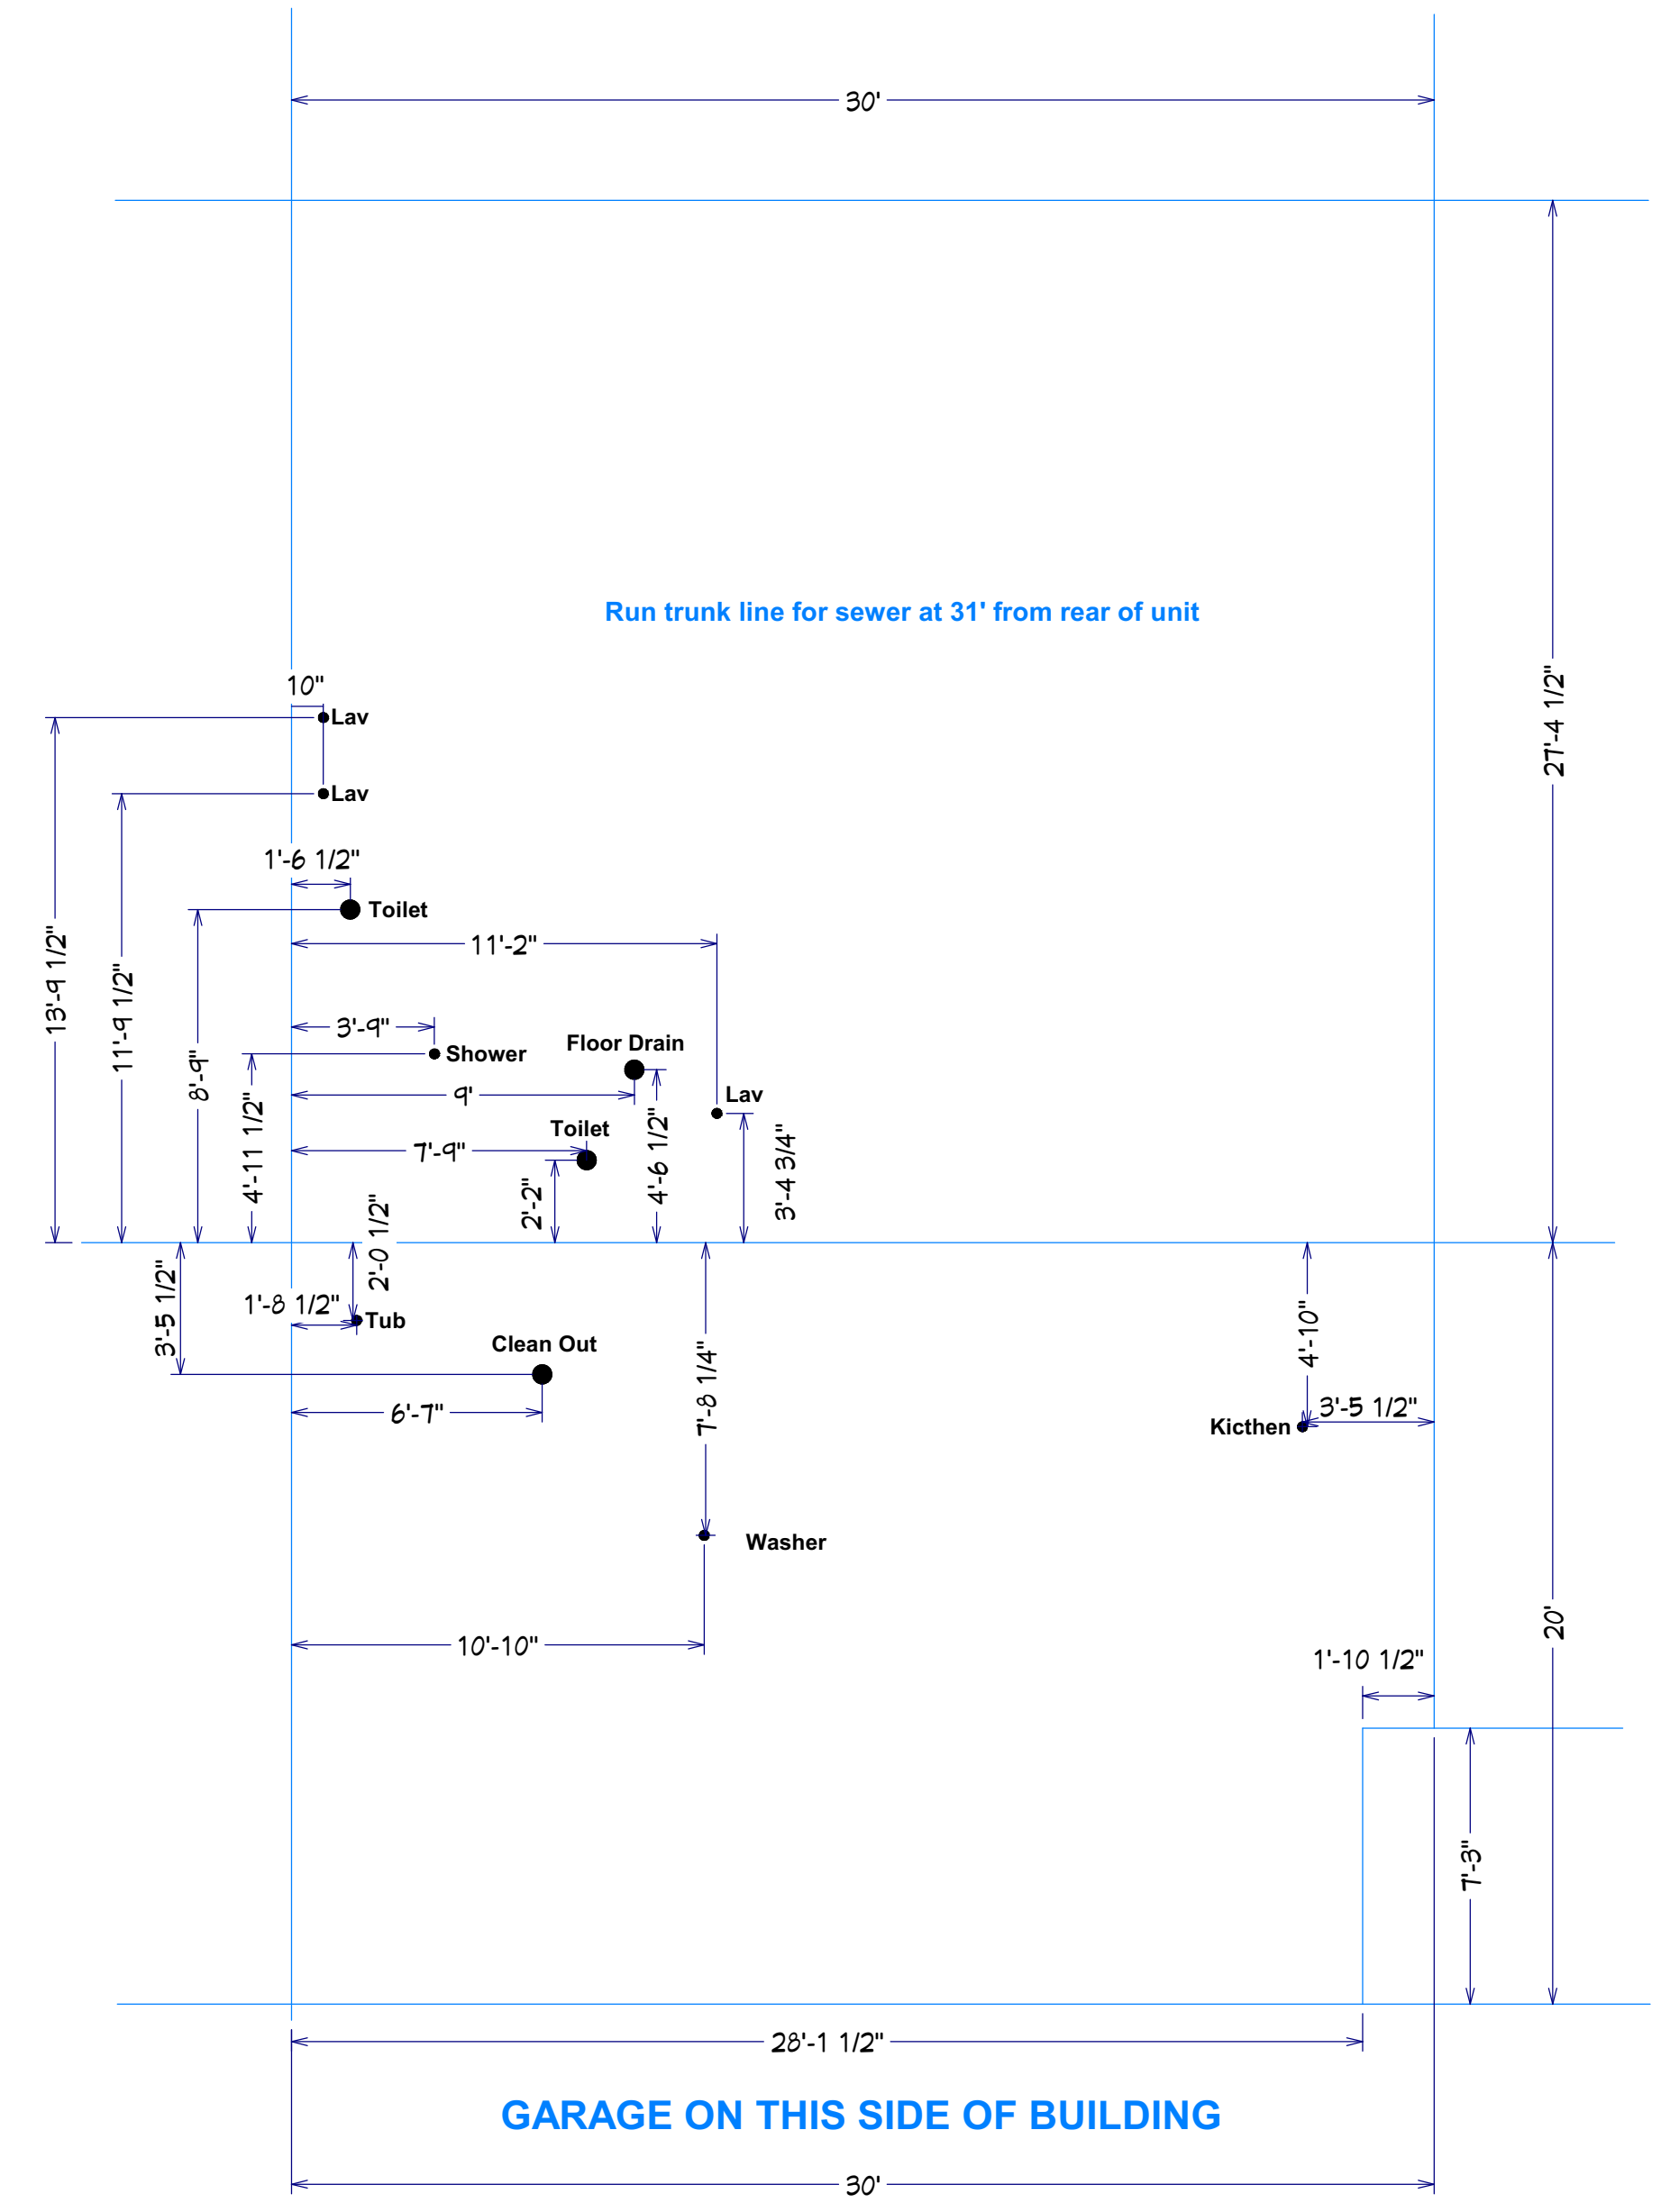 30'
Run trunk line for sewer at 31' from rear of unit
27'-4 1/2"
10"
Lav
Lav
1'-6 1/2"
Toilet
11'-2"
13'-9 1/2"
11'-9 1/2"
8'-9"
3'-9"
Shower
Floor Drain
9'
Lav
Toilet
7'-9"
4'-11 1/2"
2'-2"
4'-6 1/2"
3'-4 3/4"
2'-0 1/2"
3'-5 1/2"
1'-8 1/2"
Tub
Clean Out
6'-7"
7'-8 1/4"
4'-10"
3'-5 1/2"
Kicthen
Washer
10'-10"
20'
1'-10 1/2"
7'-3"
28'-1 1/2"
GARAGE ON THIS SIDE OF BUILDING
30'